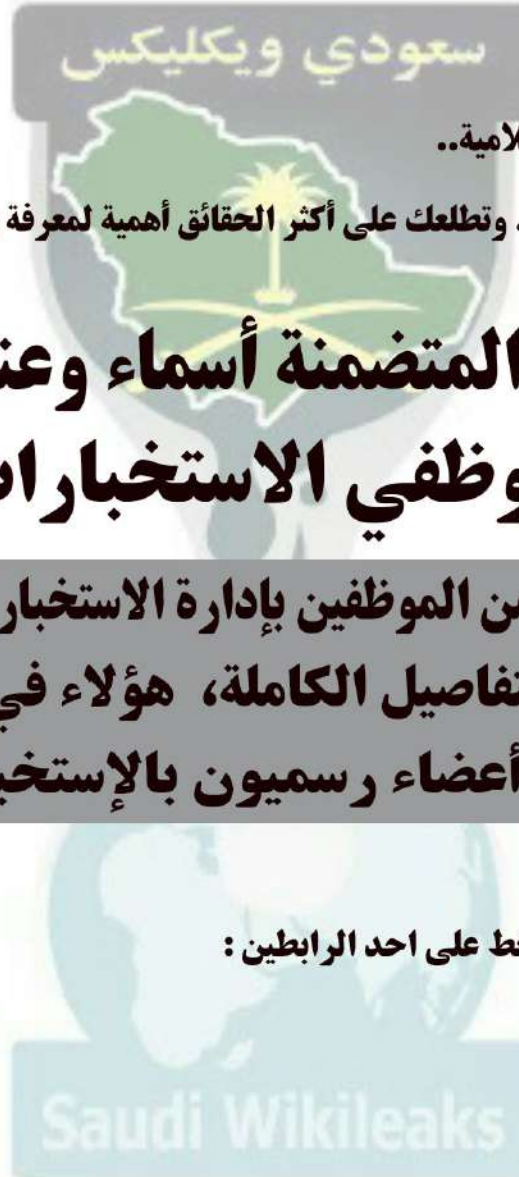 سعودي ويكليكس
لامية..
وتطلعك على أكثر الحقائق أهمية لمعرفة
المتضمنة أسماء وعن
وظفي الاستخبارا
ن الموظفين بإدارة الاستخبار
تفاصيل الكاملة، هؤلاء في
أعضاء رسميون بالإستخب
ط على احد الرابطين :
Saudi Wikileaks